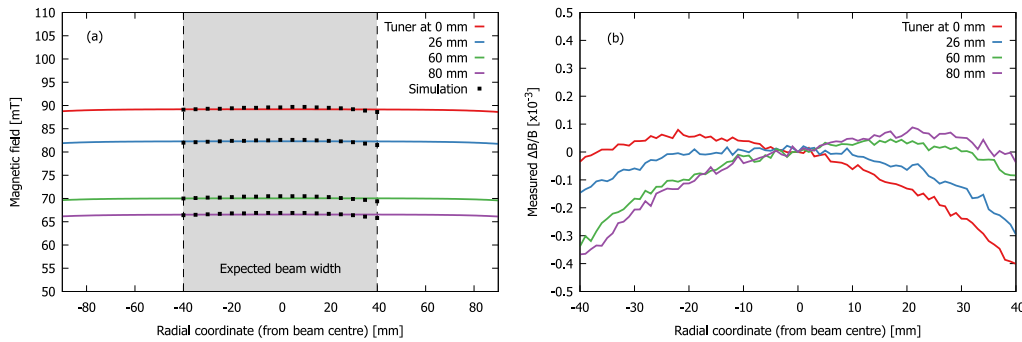 (a)
Tuner at 0 mm
26 mm
60 mm
80 mm
Simulation
Magnetic field [mT]
110
105
100
95
90
85
80
75
70
65
60
55
50
Expected beam width
-80
-60
-40
-20
0
20
40
60
80
Radial coordinate (from beam centre) [mm]
(b)
Tuner at 0 mm
26 mm
60 mm
80 mm
Measured ΔB/B [x10⁻³]
0.5
0.4
0.3
0.2
0.1
0
-0.1
-0.2
-0.3
-0.4
-0.5
-40
-30
-20
-10
0
10
20
30
40
Radial coordinate (from beam centre) [mm]